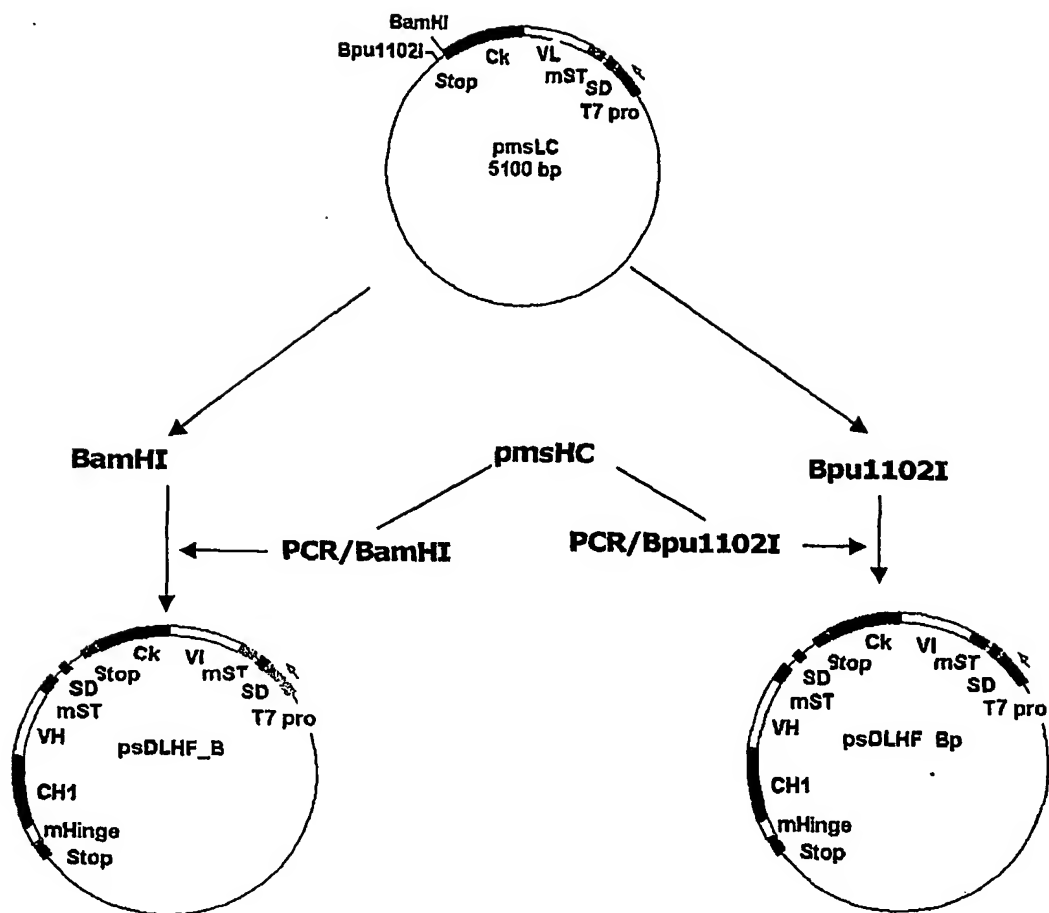 BamHI
Bpu1102I
Ck
VL
mST
SD
Stop
T7 pro
pmsLC
5100 bp
BamHI
pmsHC
Bpu1102I
PCR/BamHI
PCR/Bpu1102I
Ck
Vl
mST
SD
T7 pro
Stop
SD
mST
VH
psDLHF_B
CH1
mHinge
Stop
Ck
Vl
mST
SD
T7 pro
Stop
SD
mST
VH
psDLHF Bp
CH1
mHinge
Stop